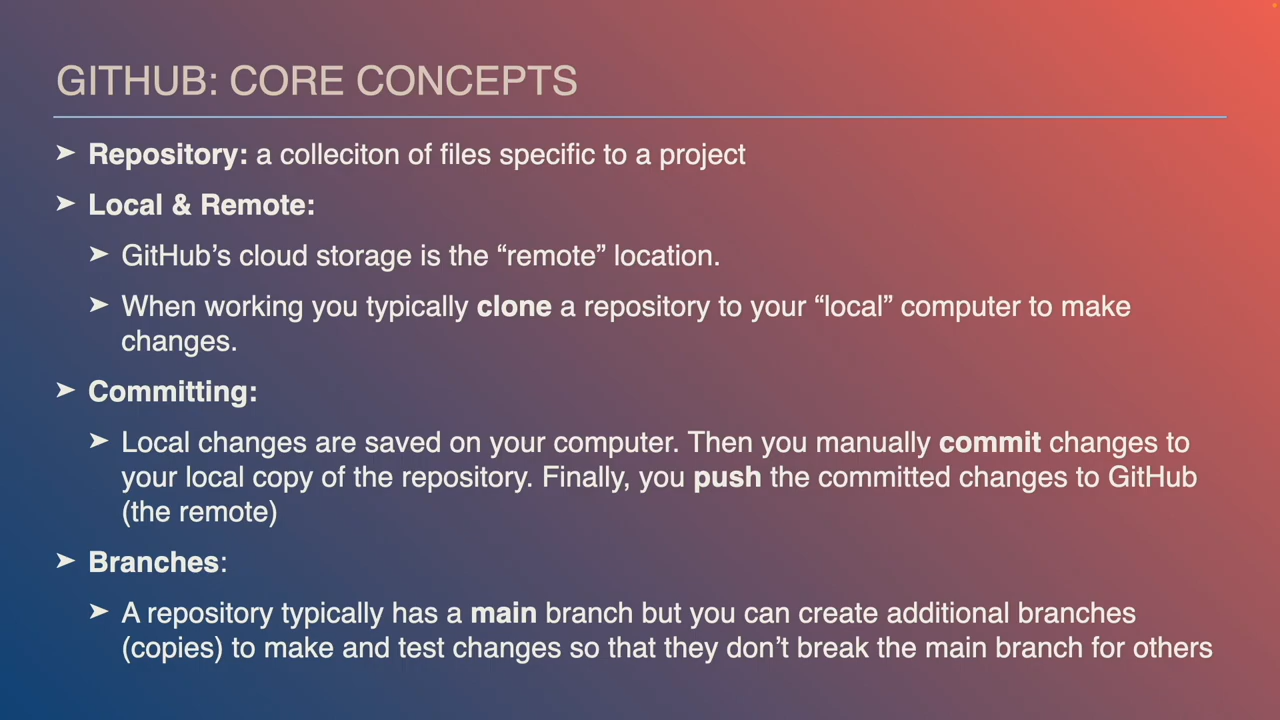 GITHUB: CORE CONCEPTS
➤ Repository: a colleciton of files specific to a project
➤ Local & Remote:
➤ GitHub’s cloud storage is the “remote” location.
➤ When working you typically clone a repository to your “local” computer to make
changes.
➤ Committing:
➤ Local changes are saved on your computer. Then you manually commit changes to
your local copy of the repository. Finally, you push the committed changes to GitHub
(the remote)
➤ Branches:
➤ A repository typically has a main branch but you can create additional branches
(copies) to make and test changes so that they don’t break the main branch for others